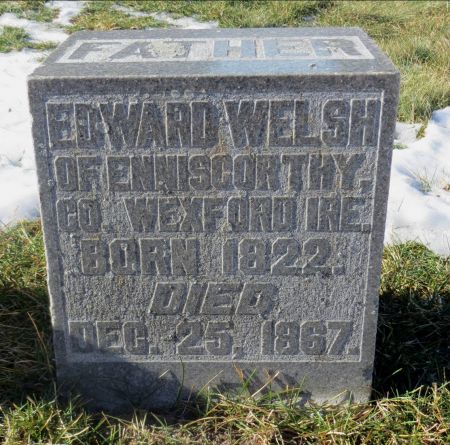 FATHER
EDWARD WELSH
OF ENNISCORTHY,
CO. WEXFORD IRE.
BORN 1822.
DIED
DEC. 25, 1867.